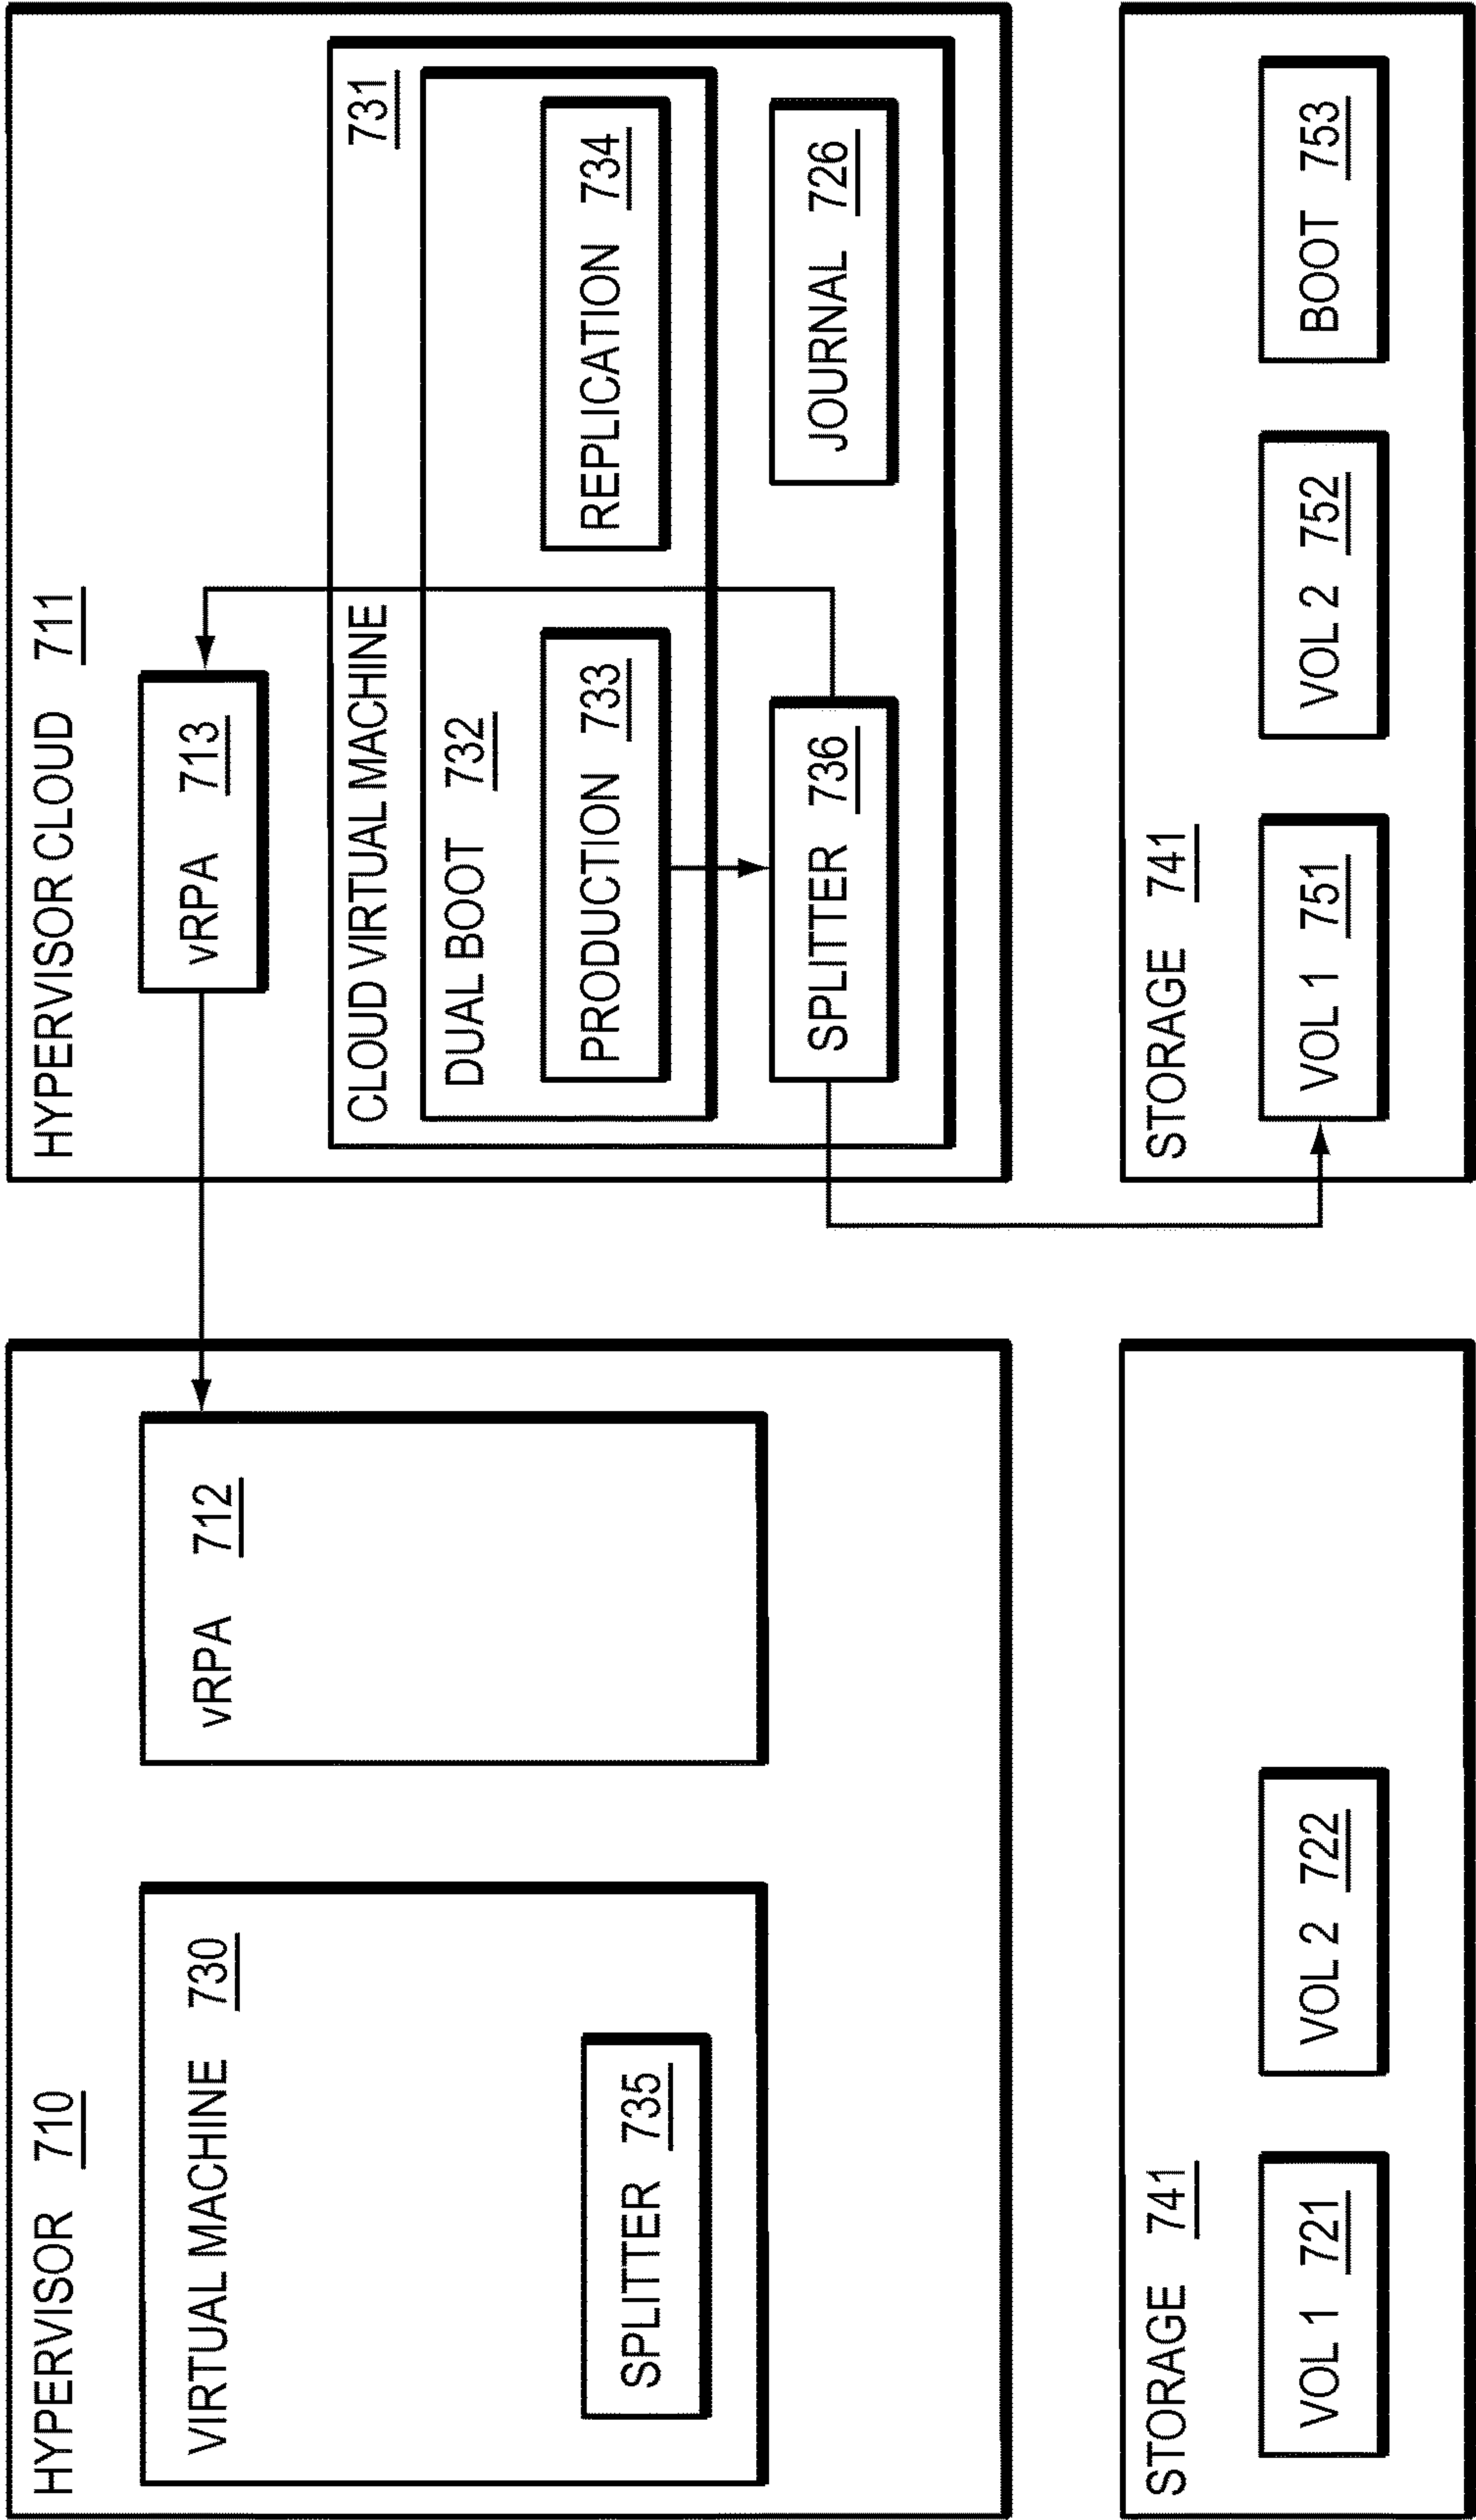 HYPERVISOR 710
VIRTUAL MACHINE 730
SPLITTER 735
vRPA 712
STORAGE 741
VOL 1 721
VOL 2 722
HYPERVISOR CLOUD 711
vRPA 713
CLOUD VIRTUAL MACHINE 731
DUAL BOOT 732
PRODUCTION 733
REPLICATION 734
SPLITTER 736
JOURNAL 726
STORAGE 741
VOL 1 751
VOL 2 752
BOOT 753